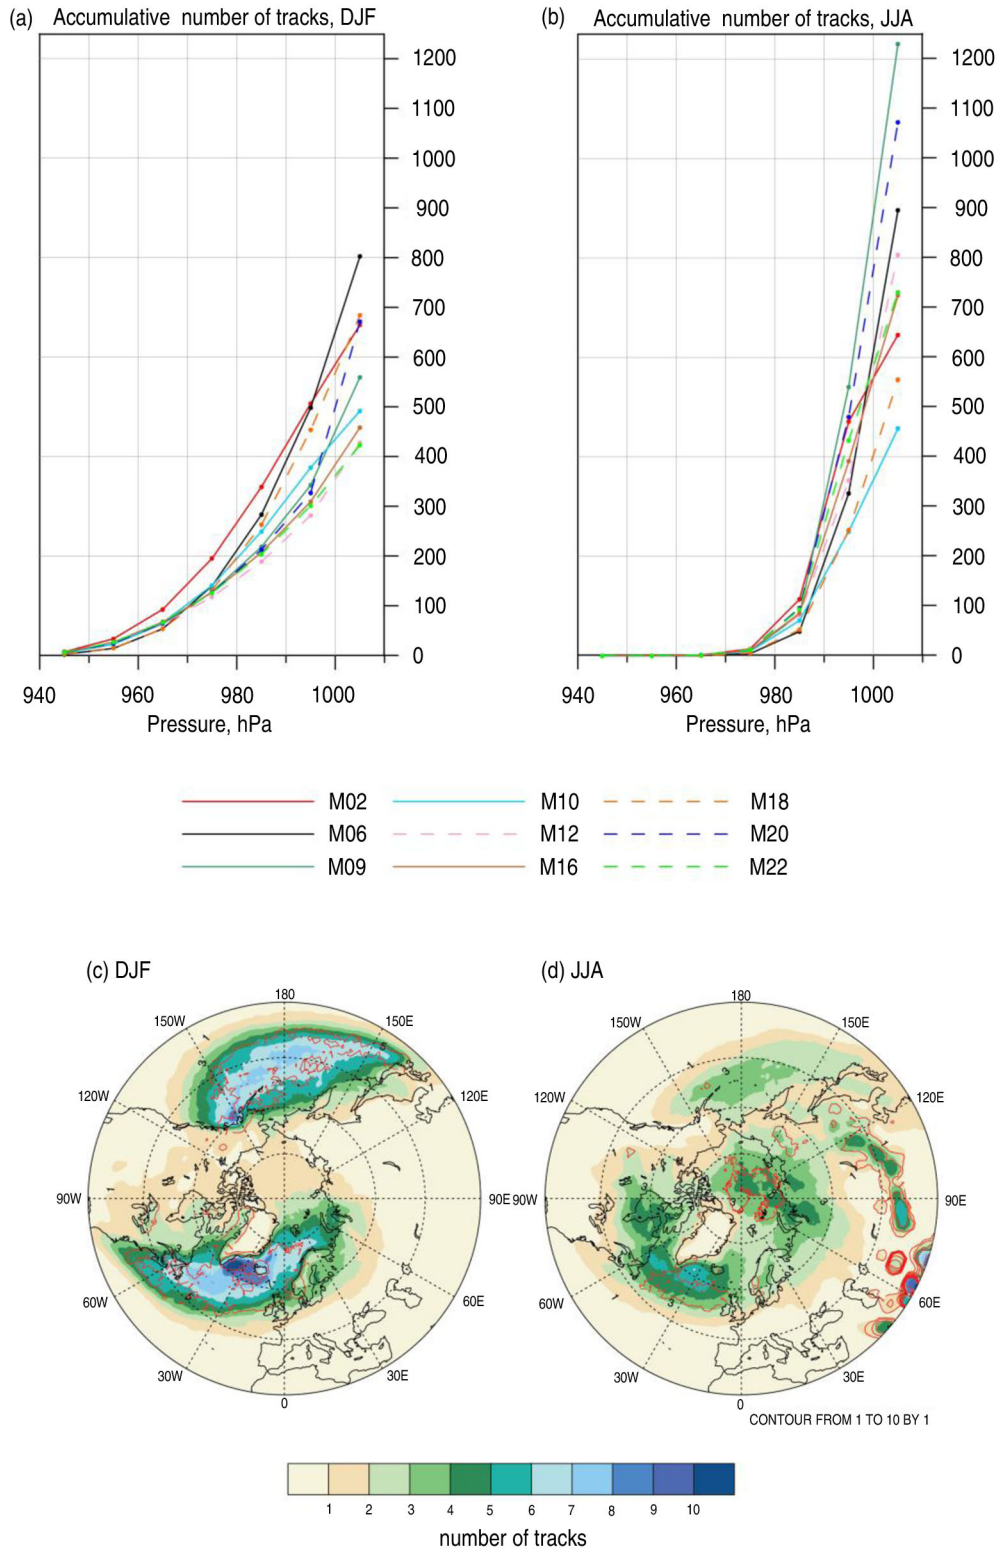 (a) Accumulative number of tracks, DJF
1200
1100
1000
900
800
700
600
500
400
300
200
100
0
940 960 980 1000
Pressure, hPa
(b) Accumulative number of tracks, JJA
1200
1100
1000
900
800
700
600
500
400
300
200
100
0
940 960 980 1000
Pressure, hPa
M02 M10 M18
M06 M12 M20
M09 M16 M22
(c) DJF
180
150W 150E
120W
90W 90E
60W 60E
30W 30E
0
(d) JJA
180
150W 150E
120W 120E
90W 90E
60W 60E
30W 30E
0
CONTOUR FROM 1 TO 10 BY 1
1 2 3 4 5 6 7 8 9 10
number of tracks